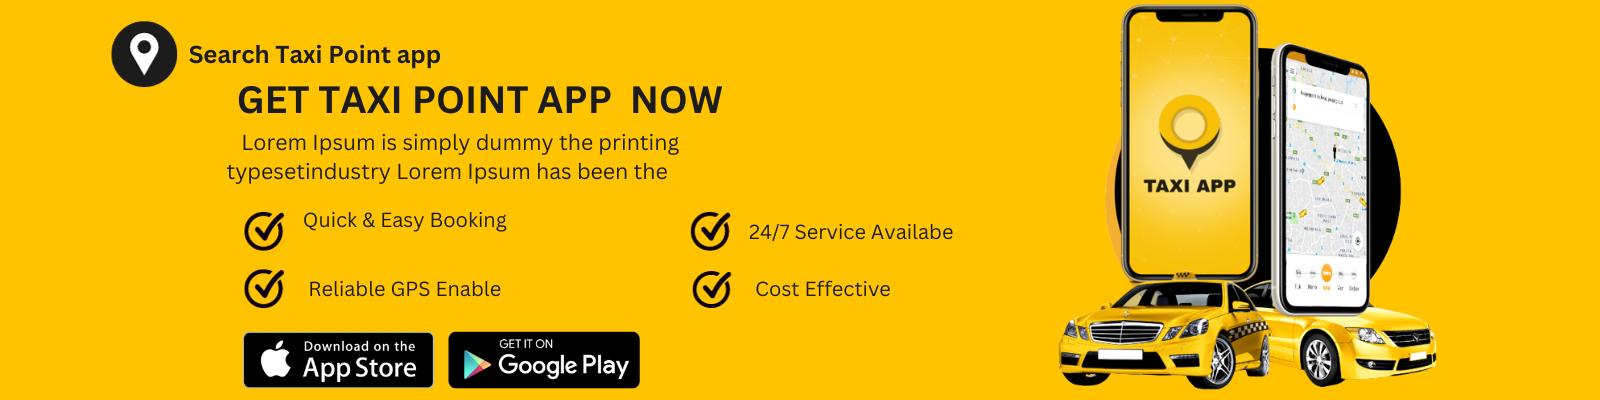 Search Taxi Point app
GET TAXI POINT APP NOW
Lorem Ipsum is simply dummy the printing
typesetindustry Lorem Ipsum has been the
Quick & Easy Booking
24/7 Service Availabe
Reliable GPS Enable
Cost Effective
Download on the
App Store
GET IT ON
Google Play
TAXI APP